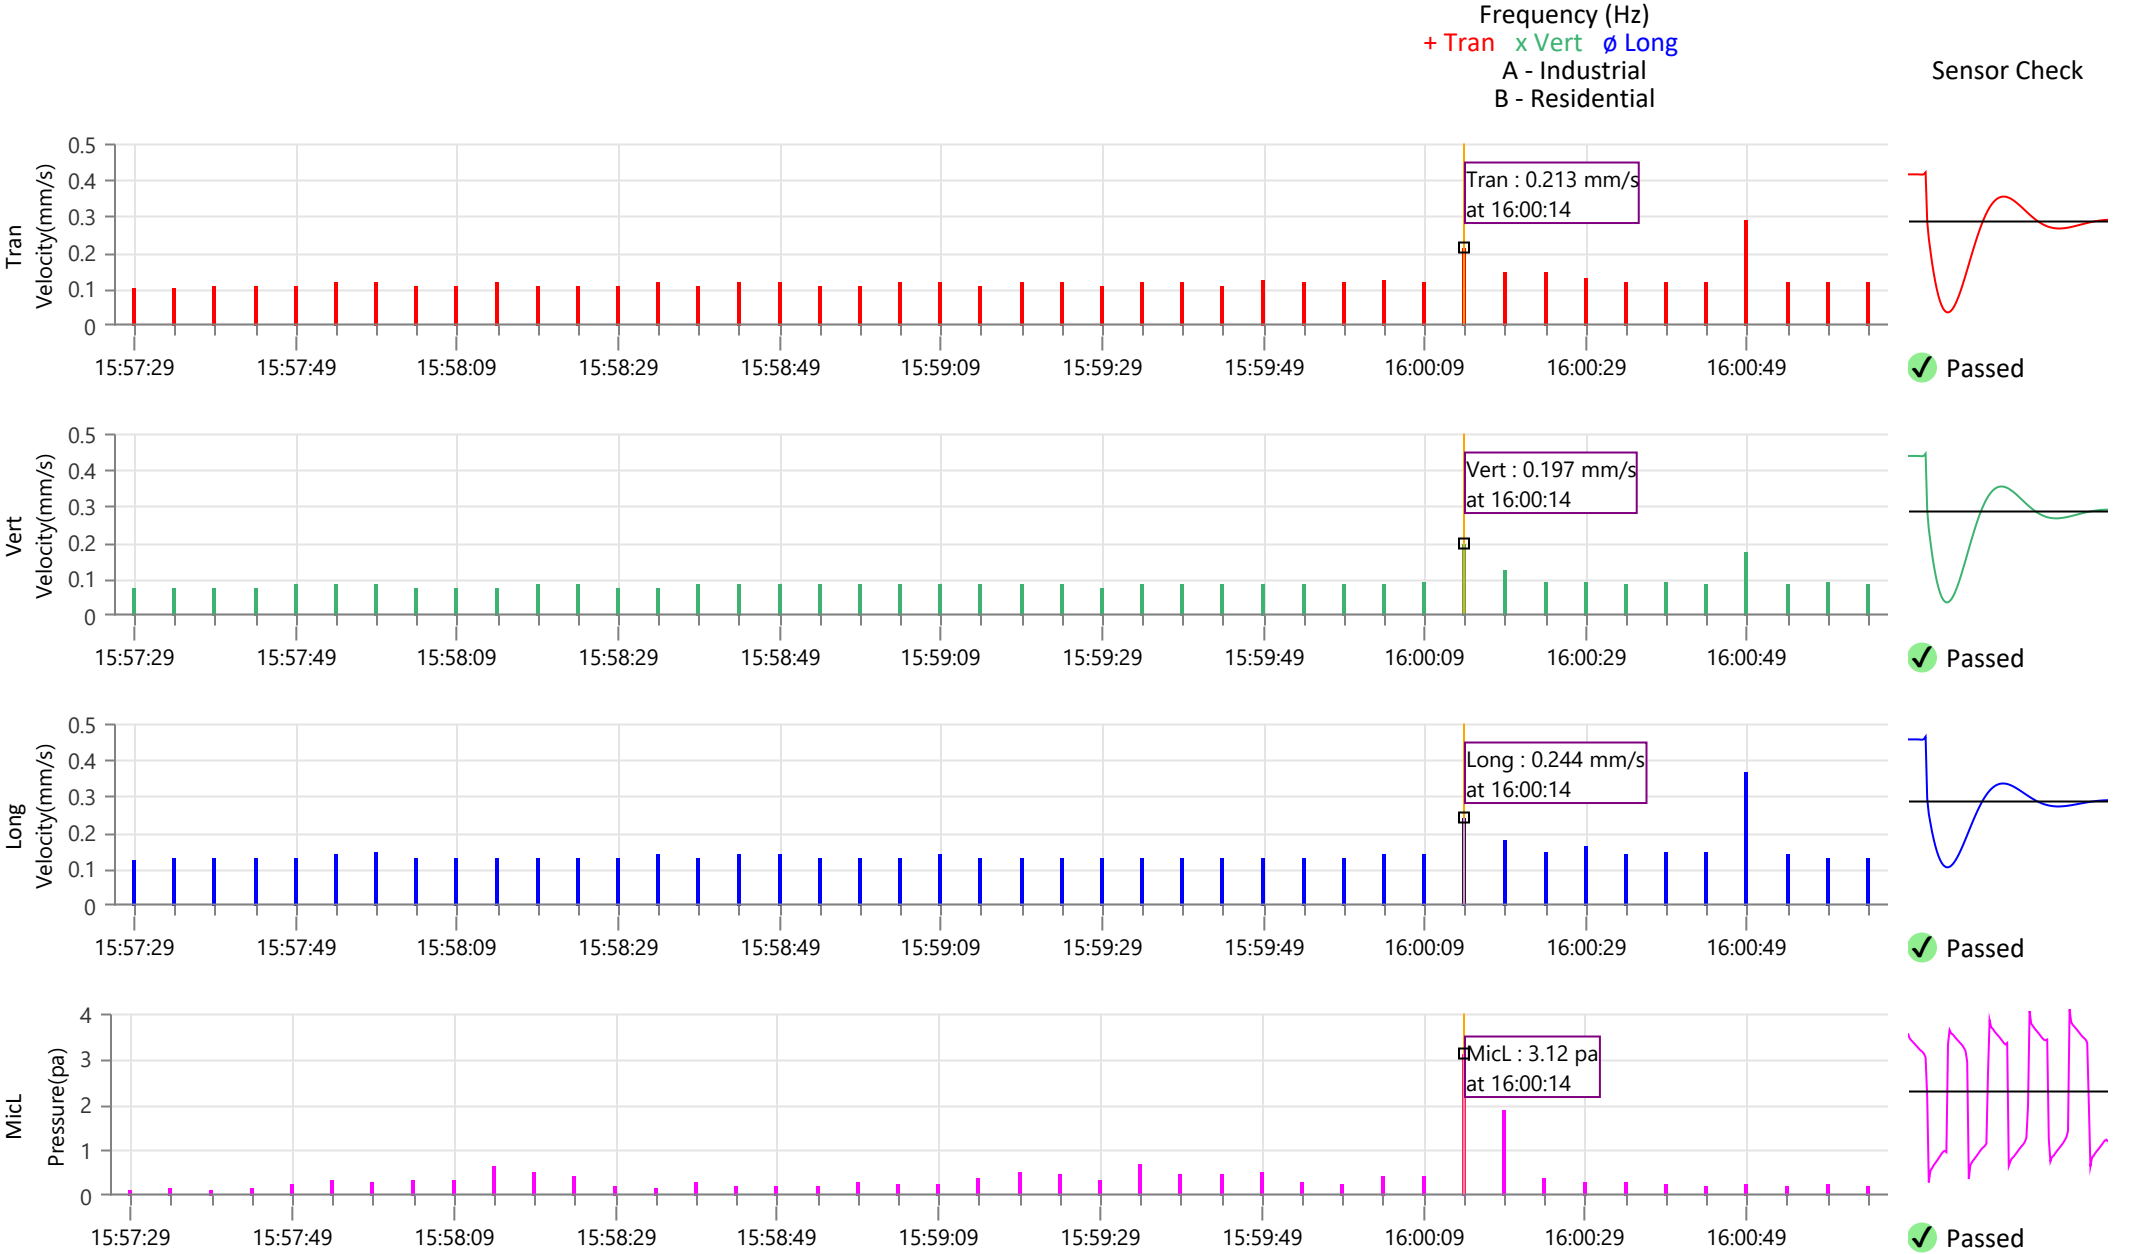 Frequency (Hz)
+ Tran x Vert ø Long
A - Industrial
B - Residential
Sensor Check
Tran
Velocity(mm/s)
0.5
0.4
0.3
0.2
0.1
0
Tran : 0.213 mm/s
at 16:00:14
15:57:29 15:57:49 15:58:09 15:58:29 15:58:49 15:59:09 15:59:29 15:59:49 16:00:09 16:00:29 16:00:49
Passed
Vert
Velocity(mm/s)
0.5
0.4
0.3
0.2
0.1
0
Vert : 0.197 mm/s
at 16:00:14
15:57:29 15:57:49 15:58:09 15:58:29 15:58:49 15:59:09 15:59:29 15:59:49 16:00:09 16:00:29 16:00:49
Passed
Long
Velocity(mm/s)
0.5
0.4
0.3
0.2
0.1
0
Long : 0.244 mm/s
at 16:00:14
15:57:29 15:57:49 15:58:09 15:58:29 15:58:49 15:59:09 15:59:29 15:59:49 16:00:09 16:00:29 16:00:49
Passed
MicL
Pressure(pa)
4
3
2
1
0
MicL : 3.12 pa
at 16:00:14
15:57:29 15:57:49 15:58:09 15:58:29 15:58:49 15:59:09 15:59:29 15:59:49 16:00:09 16:00:29 16:00:49
Passed